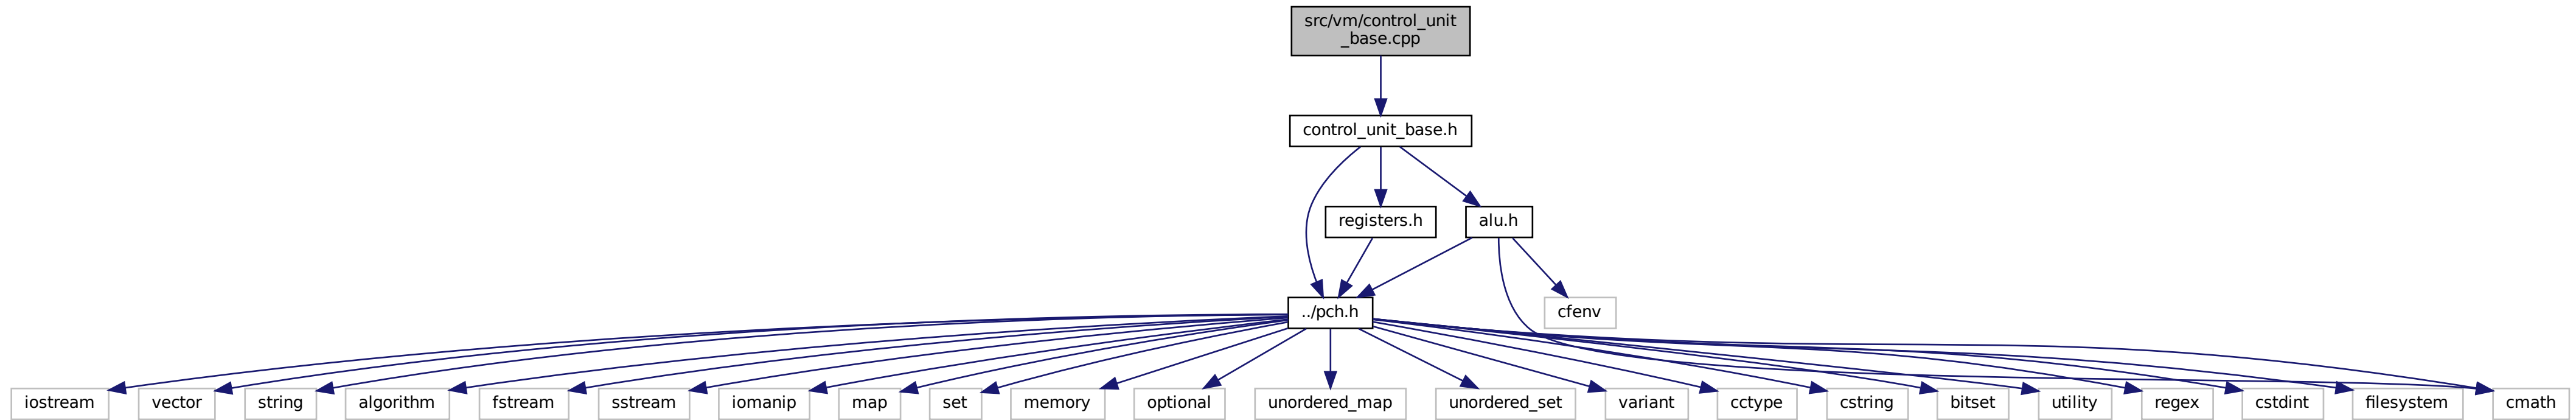 src/vm/control_unit
_base.cpp
control_unit_base.h
registers.h
alu.h
../pch.h
cfenv
iostream
vector
string
algorithm
fstream
sstream
iomanip
map
set
memory
optional
unordered_map
unordered_set
variant
cctype
cstring
bitset
utility
regex
cstdint
filesystem
cmath